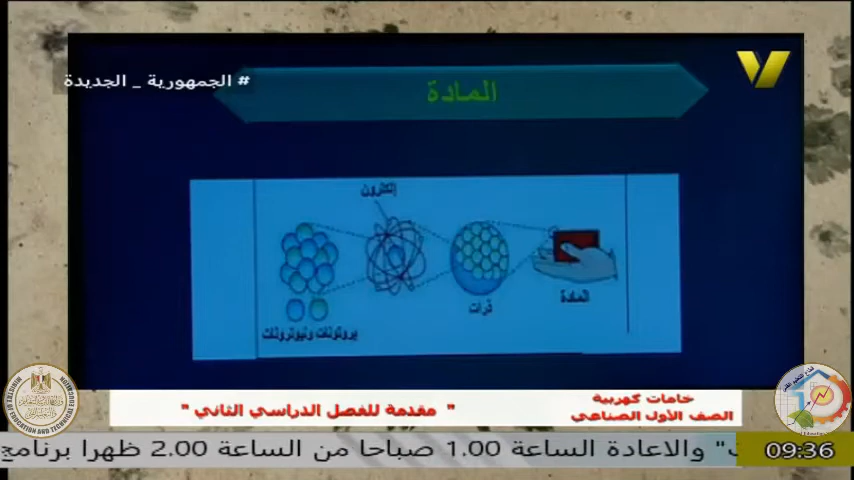 # الجمهورية _ الجديدة
المادة
إلكترون
المادة
ذرات
بروتونات ونيوترونات
خامات كهربية
الصف الأول الصناعي
" مقدمة للفصل الدراسي الثاني "
" والاعادة الساعة 1.00 صباحا من الساعة 2.00 ظهرا برنامج
09:36